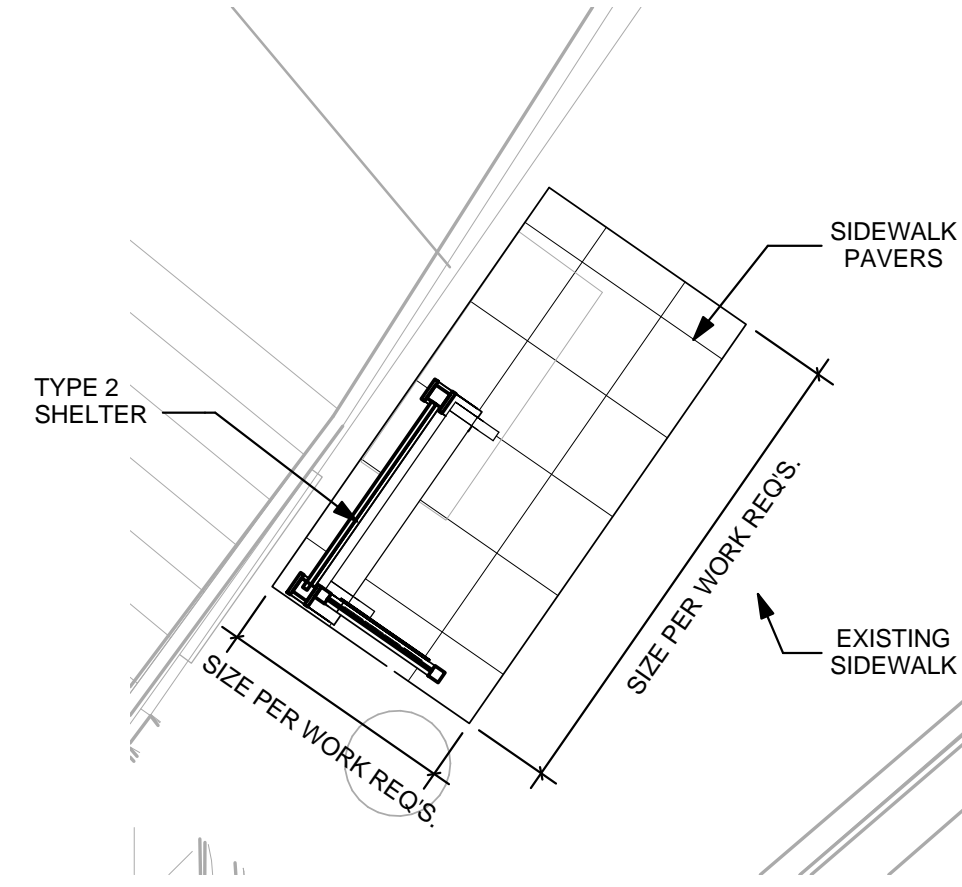 SIDEWALK
PAVERS
TYPE 2
SHELTER
SIZE PER WORK REQ'S.
EXISTING
SIDEWALK
SIZE PER WORK REQ'S.